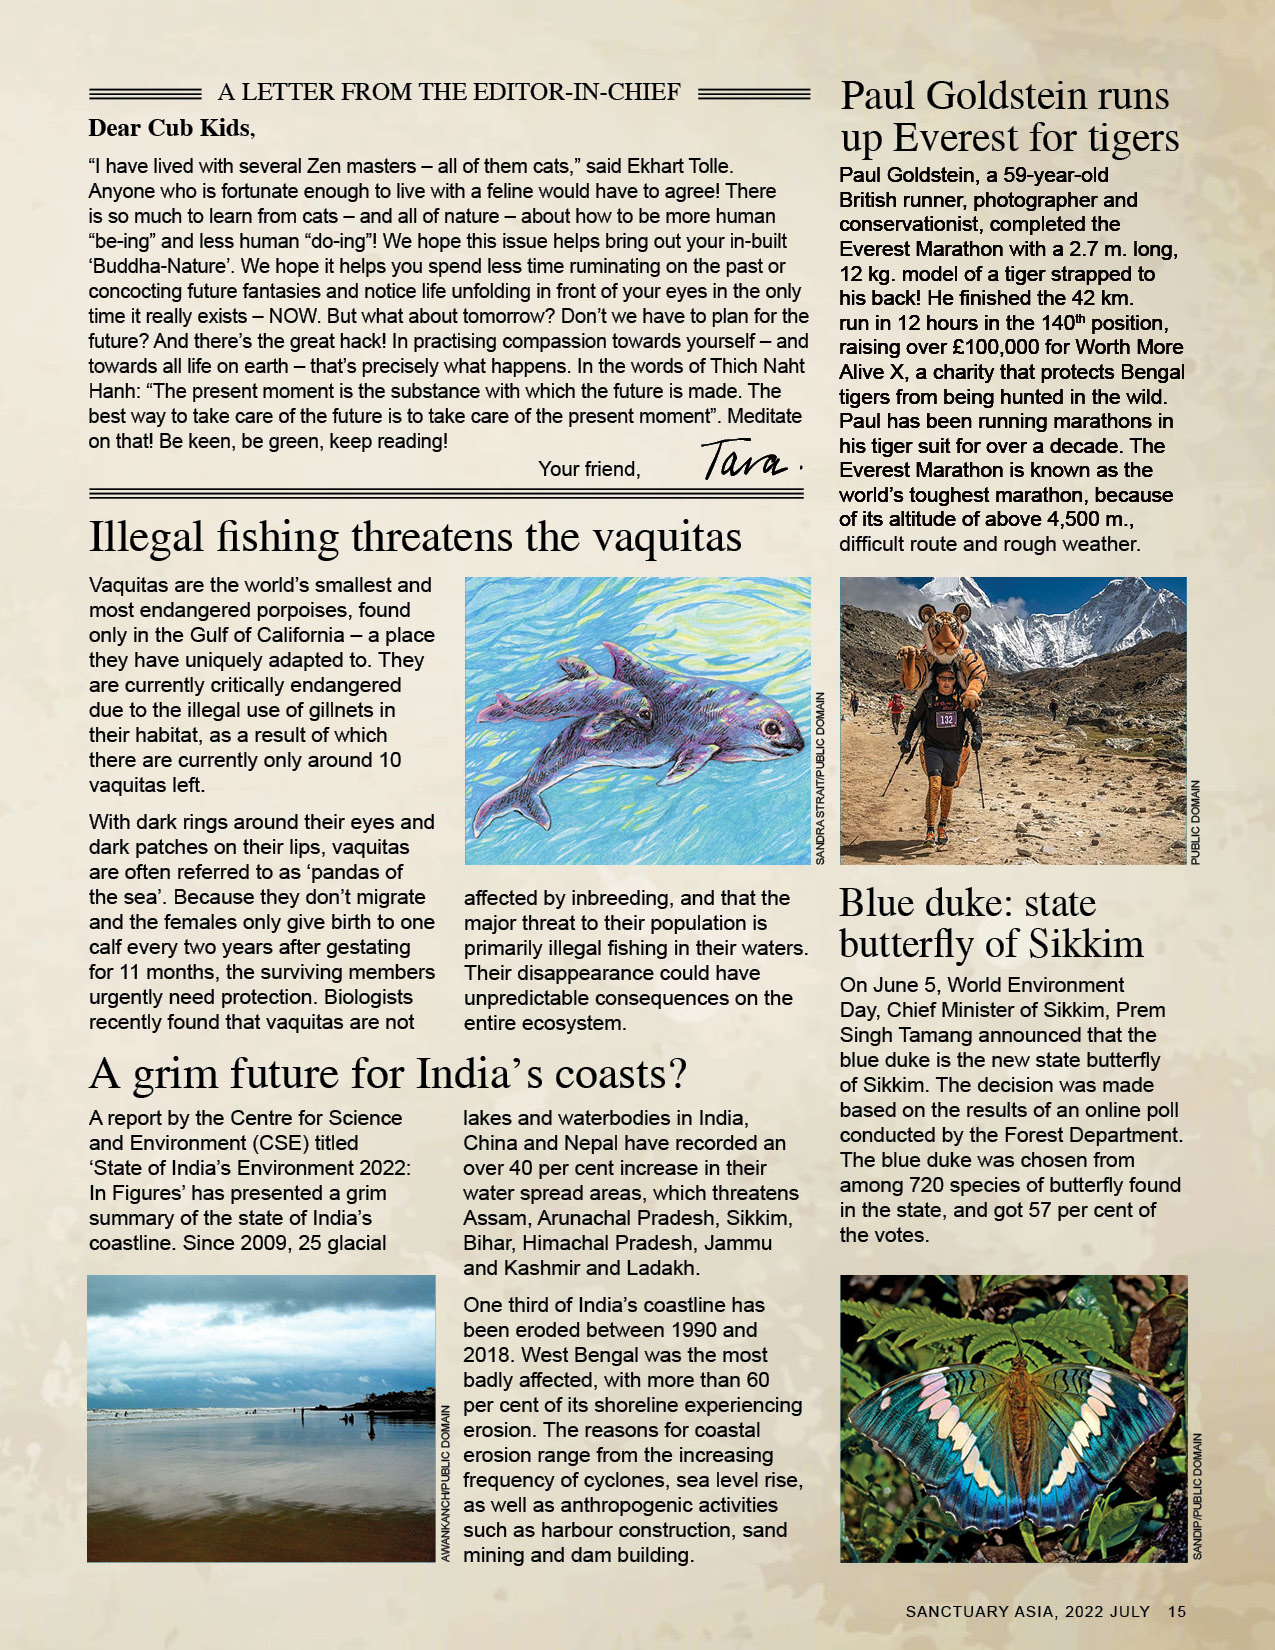 A LETTER FROM THE EDITOR-IN-CHIEF
Dear Cub Kids,
“I have lived with several Zen masters – all of them cats,” said Ekhart Tolle.
Anyone who is fortunate enough to live with a feline would have to agree! There
is so much to learn from cats – and all of nature – about how to be more human
“be-ing” and less human “do-ing”! We hope this issue helps bring out your in-built
‘Buddha-Nature’. We hope it helps you spend less time ruminating on the past or
concocting future fantasies and notice life unfolding in front of your eyes in the only
time it really exists – NOW. But what about tomorrow? Don’t we have to plan for the
future? And there’s the great hack! In practising compassion towards yourself – and
towards all life on earth – that’s precisely what happens. In the words of Thich Naht
Hanh: “The present moment is the substance with which the future is made. The
best way to take care of the future is to take care of the present moment”. Meditate
on that! Be keen, be green, keep reading!
Your friend, Tara.
Illegal fishing threatens the vaquitas
Vaquitas are the world’s smallest and
most endangered porpoises, found
only in the Gulf of California – a place
they have uniquely adapted to. They
are currently critically endangered
due to the illegal use of gillnets in
their habitat, as a result of which
there are currently only around 10
vaquitas left.
With dark rings around their eyes and
dark patches on their lips, vaquitas
are often referred to as ‘pandas of
the sea’. Because they don’t migrate
and the females only give birth to one
calf every two years after gestating
for 11 months, the surviving members
urgently need protection. Biologists
recently found that vaquitas are not
SANDRA STRAIT/PUBLIC DOMAIN
affected by inbreeding, and that the
major threat to their population is
primarily illegal fishing in their waters.
Their disappearance could have
unpredictable consequences on the
entire ecosystem.
A grim future for India’s coasts?
A report by the Centre for Science
and Environment (CSE) titled
‘State of India’s Environment 2022:
In Figures’ has presented a grim
summary of the state of India’s
coastline. Since 2009, 25 glacial
AWANKANCH/PUBLIC DOMAIN
lakes and waterbodies in India,
China and Nepal have recorded an
over 40 per cent increase in their
water spread areas, which threatens
Assam, Arunachal Pradesh, Sikkim,
Bihar, Himachal Pradesh, Jammu
and Kashmir and Ladakh.
One third of India’s coastline has
been eroded between 1990 and
2018. West Bengal was the most
badly affected, with more than 60
per cent of its shoreline experiencing
erosion. The reasons for coastal
erosion range from the increasing
frequency of cyclones, sea level rise,
as well as anthropogenic activities
such as harbour construction, sand
mining and dam building.
Paul Goldstein runs
up Everest for tigers
Paul Goldstein, a 59-year-old
British runner, photographer and
conservationist, completed the
Everest Marathon with a 2.7 m. long,
12 kg. model of a tiger strapped to
his back! He finished the 42 km.
run in 12 hours in the 140th position,
raising over £100,000 for Worth More
Alive X, a charity that protects Bengal
tigers from being hunted in the wild.
Paul has been running marathons in
his tiger suit for over a decade. The
Everest Marathon is known as the
world’s toughest marathon, because
of its altitude of above 4,500 m.,
difficult route and rough weather.
132
PUBLIC DOMAIN
Blue duke: state
butterfly of Sikkim
On June 5, World Environment
Day, Chief Minister of Sikkim, Prem
Singh Tamang announced that the
blue duke is the new state butterfly
of Sikkim. The decision was made
based on the results of an online poll
conducted by the Forest Department.
The blue duke was chosen from
among 720 species of butterfly found
in the state, and got 57 per cent of
the votes.
SANDIP/PUBLIC DOMAIN
SANCTUARY ASIA, 2022 JULY 15